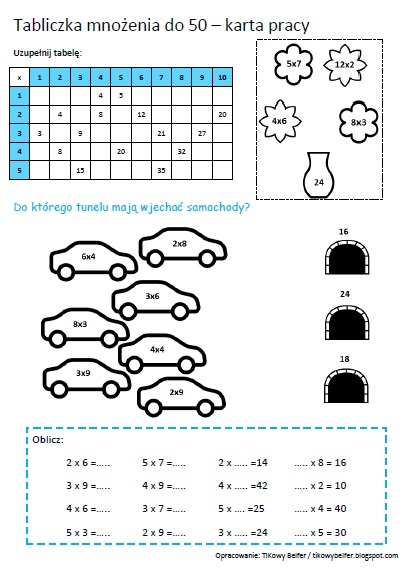 Tabliczka mnożenia do 50 – karta pracy
Uzupełnij tabelę:
x 1 2 3 4 5 6 7 8 9 10
1 4 5
2 4 8 12 20
3 3 9 21 27
4 8 20 32
5 15 35
5x7 12x2
4x6 8x3
24
Do którego tunelu mają wjechać samochody?
6x4 2x8
3x6
8x3
4x4
3x9
2x9
16
24
18
Oblicz:
2 x 6 =..... 5 x 7 =..... 2 x ..... =14 ..... x 8 = 16
3 x 9 =..... 4 x 9 =..... 4 x ..... =42 ..... x 2 = 10
4 x 6 =..... 3 x 7 =..... 5 x .... =25 ..... x 4 = 40
5 x 3 =..... 2 x 9 =..... 3 x ..... =24 ..... x 5 = 30
Opracowanie: TIKowy Belfer / tikowybelfer.blogspot.com